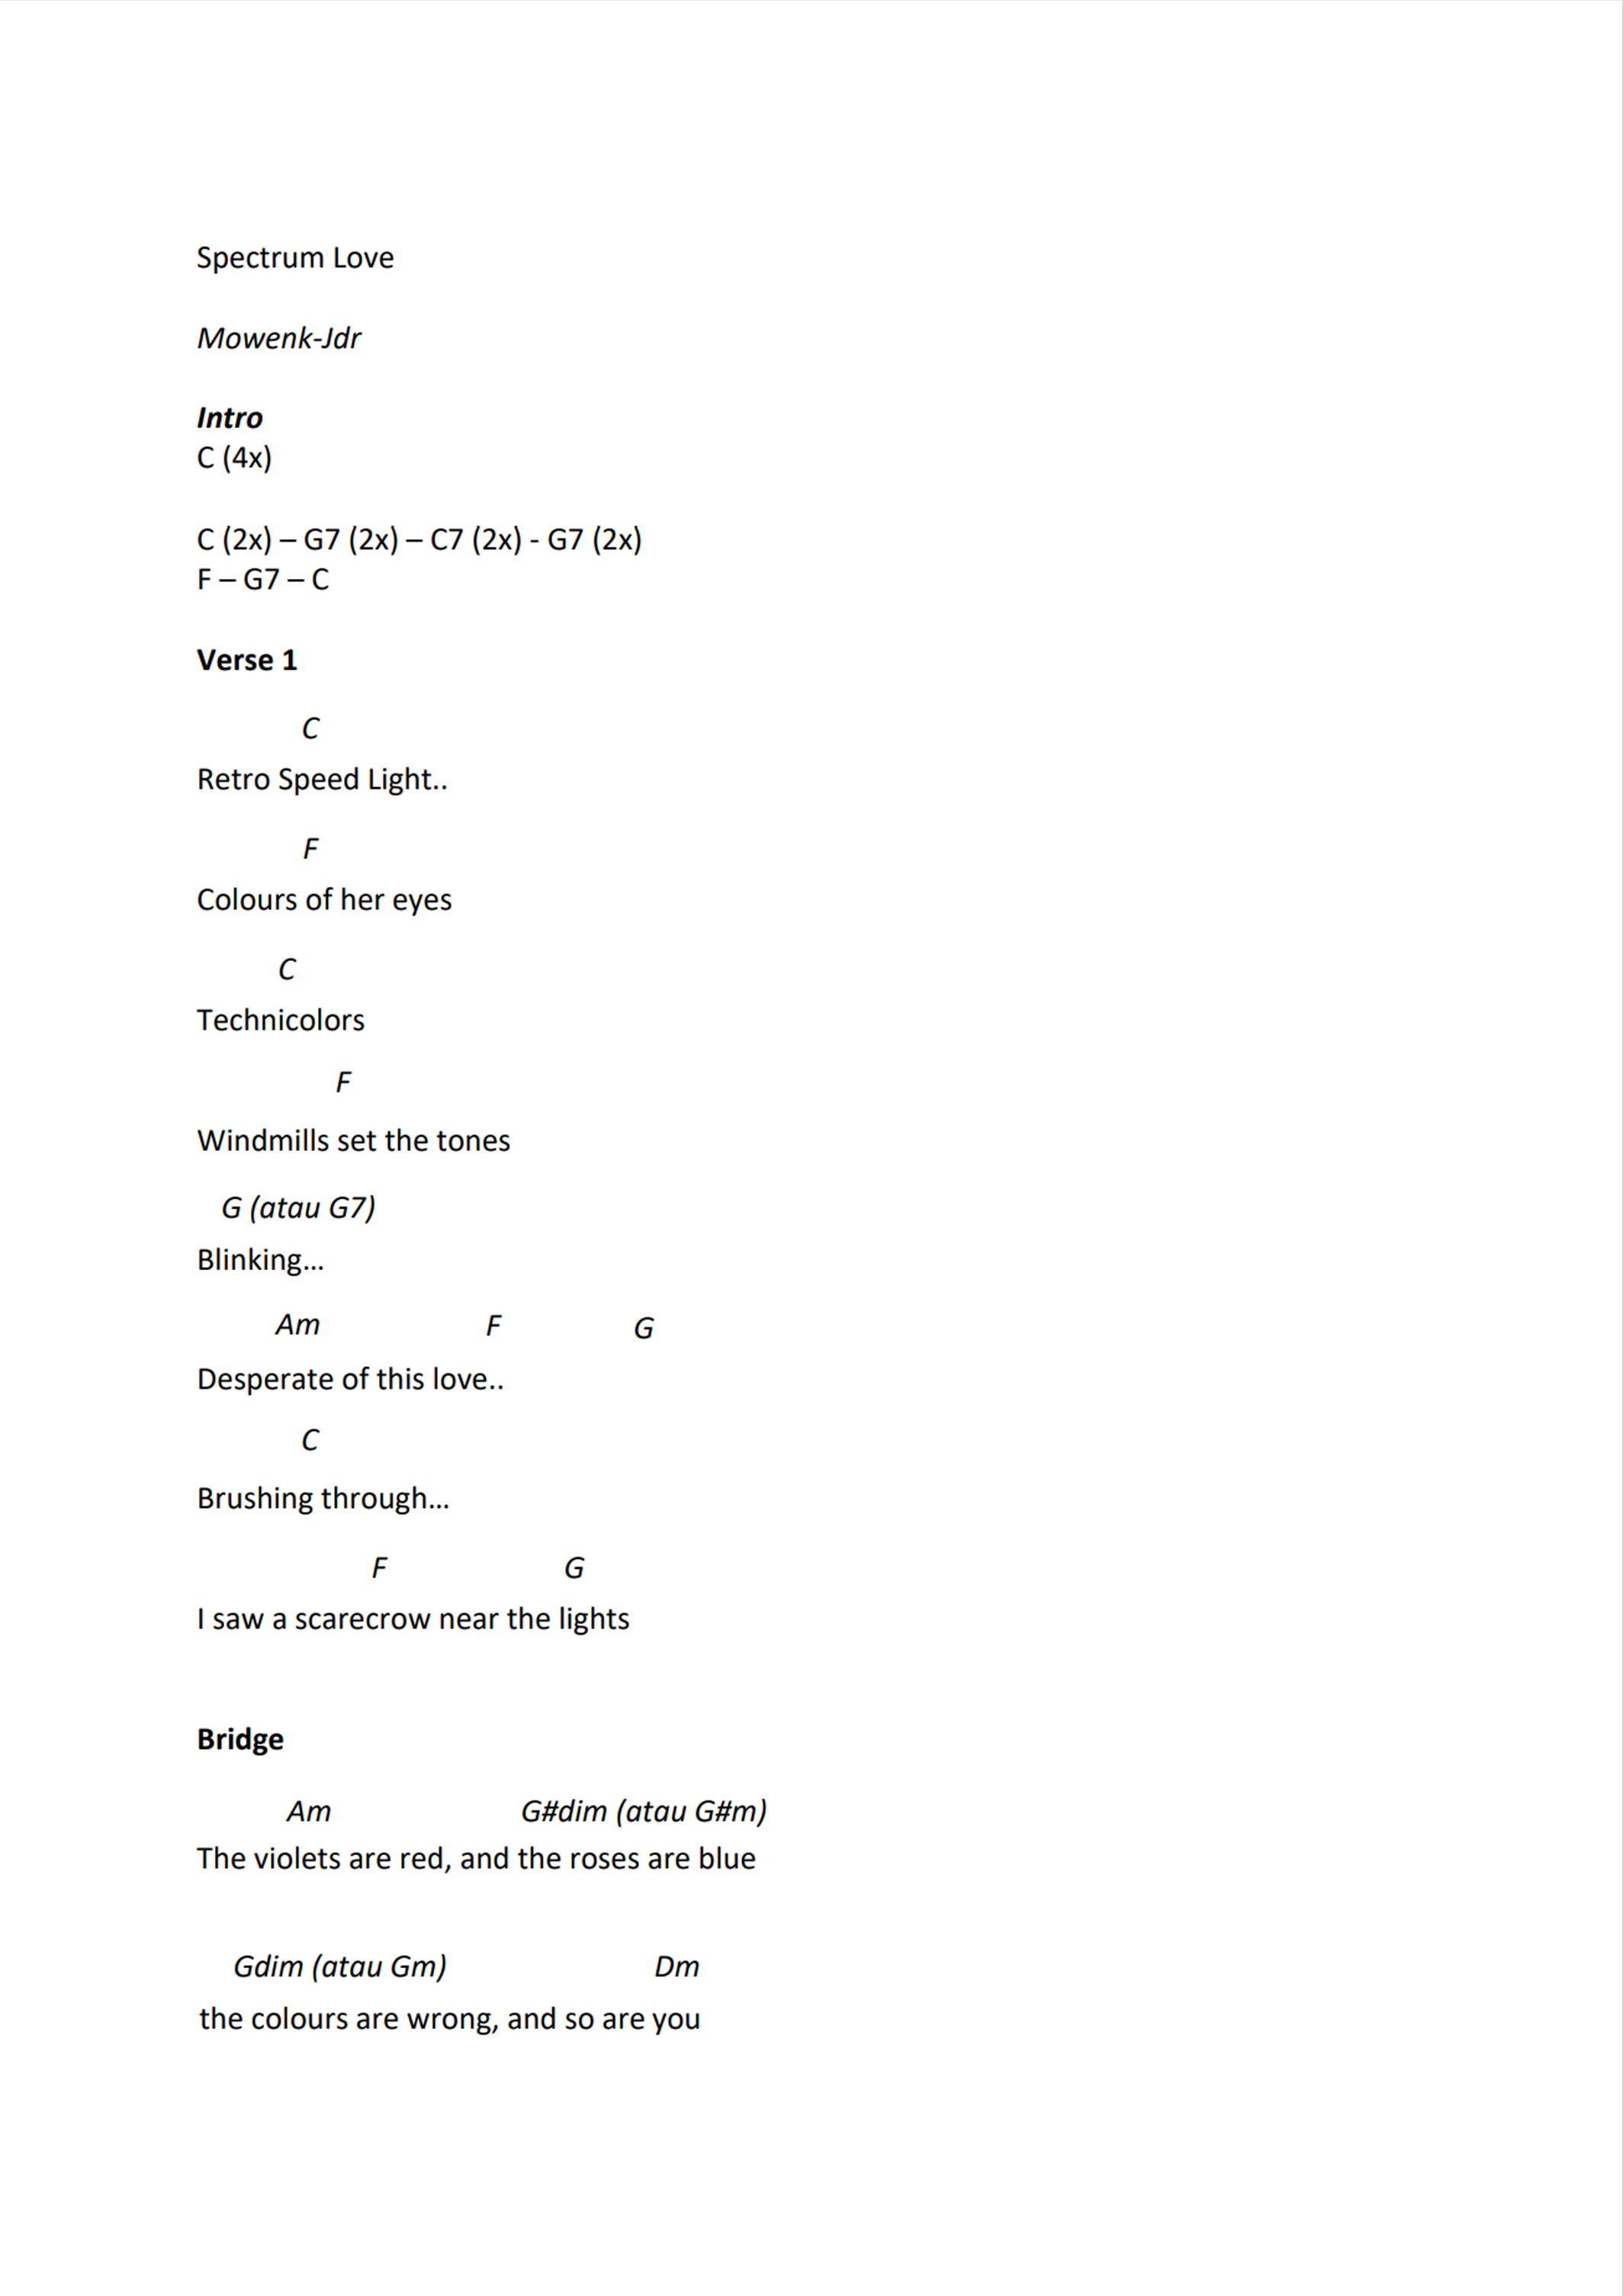 Spectrum Love
Mowenk-Jdr
Intro
C (4x)
C (2x) – G7 (2x) – C7 (2x) - G7 (2x)
F – G7 – C
Verse 1
C
Retro Speed Light..
F
Colours of her eyes
C
Technicolors
F
Windmills set the tones
G (atau G7)
Blinking…
Am F G
Desperate of this love..
C
Brushing through…
F G
I saw a scarecrow near the lights
Bridge
Am G#dim (atau G#m)
The violets are red, and the roses are blue
Gdim (atau Gm) Dm
the colours are wrong, and so are you